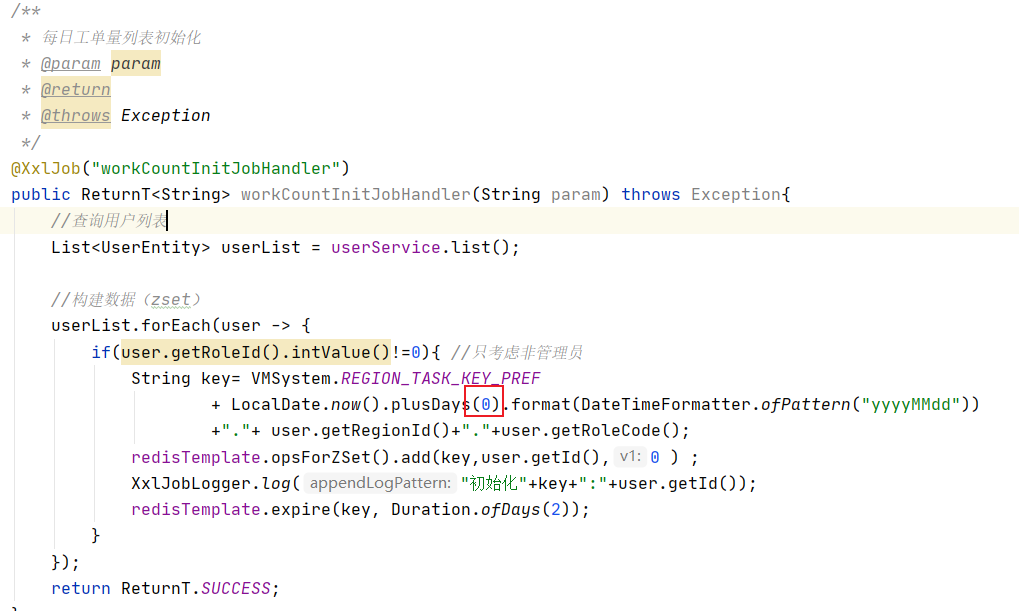 /**
 * 每日工单量列表初始化
 * @param param
 * @return
 * @throws Exception
 */
@XxlJob("workCountInitJobHandler")
public ReturnT<String> workCountInitJobHandler(String param) throws Exception{
    //查询用户列表
    List<UserEntity> userList = userService.list();
    //构建数据（zset）
    userList.forEach(user -> {
        if(user.getRoleId().intValue()!=0){ //只考虑非管理员
            String key= VMSystem.REGION_TASK_KEY_PREF
                    + LocalDate.now().plusDays(0).format(DateTimeFormatter.ofPattern("yyyyMMdd"))
                    +"."+ user.getRegionId()+"."+user.getRoleCode();
            redisTemplate.opsForZSet().add(key,user.getId(), v1: 0 ) ;
            XxlJobLogger.log( appendLogPattern: "初始化"+key+":"+user.getId());
            redisTemplate.expire(key, Duration.ofDays(2));
        }
    });
    return ReturnT.SUCCESS;